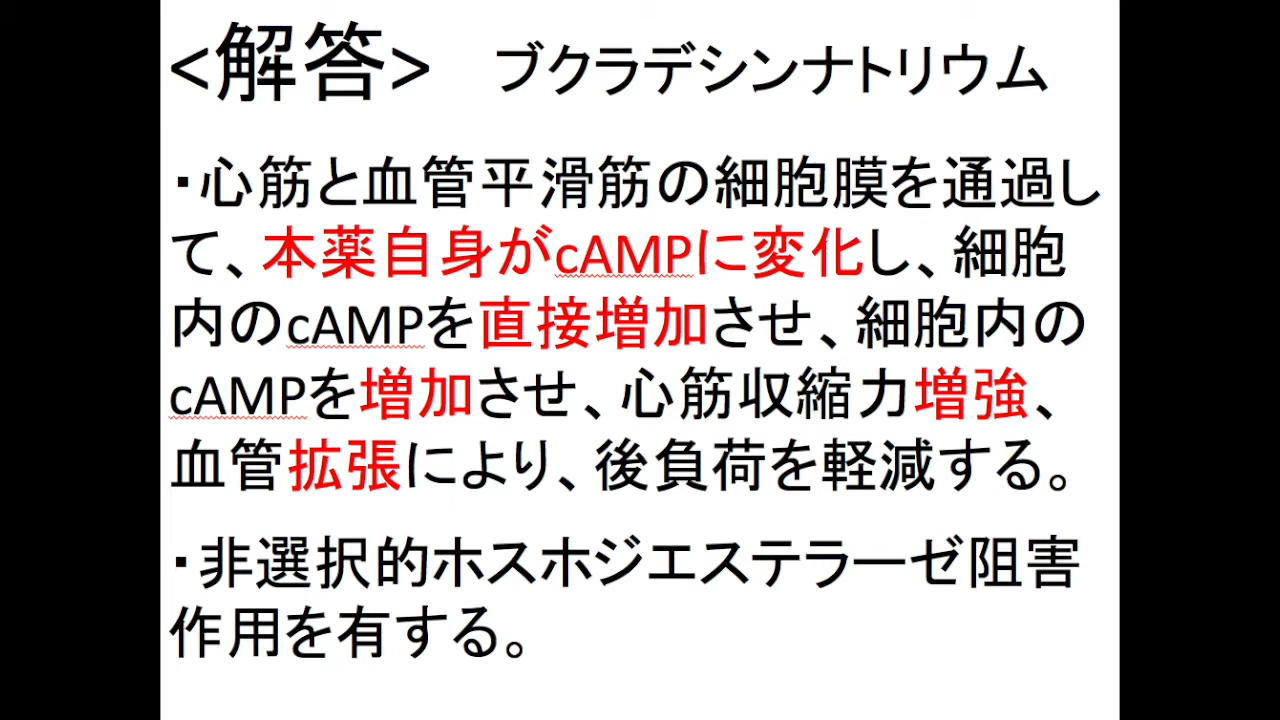 <解答>　ブクラデシンナトリウム
・心筋と血管平滑筋の細胞膜を通過し
て、本薬自身がcAMPに変化し、細胞
内のcAMPを直接増加させ、細胞内の
cAMPを増加させ、心筋収縮力増強、
血管拡張により、後負荷を軽減する。
・非選択的ホスホジエステラーゼ阻害
作用を有する。